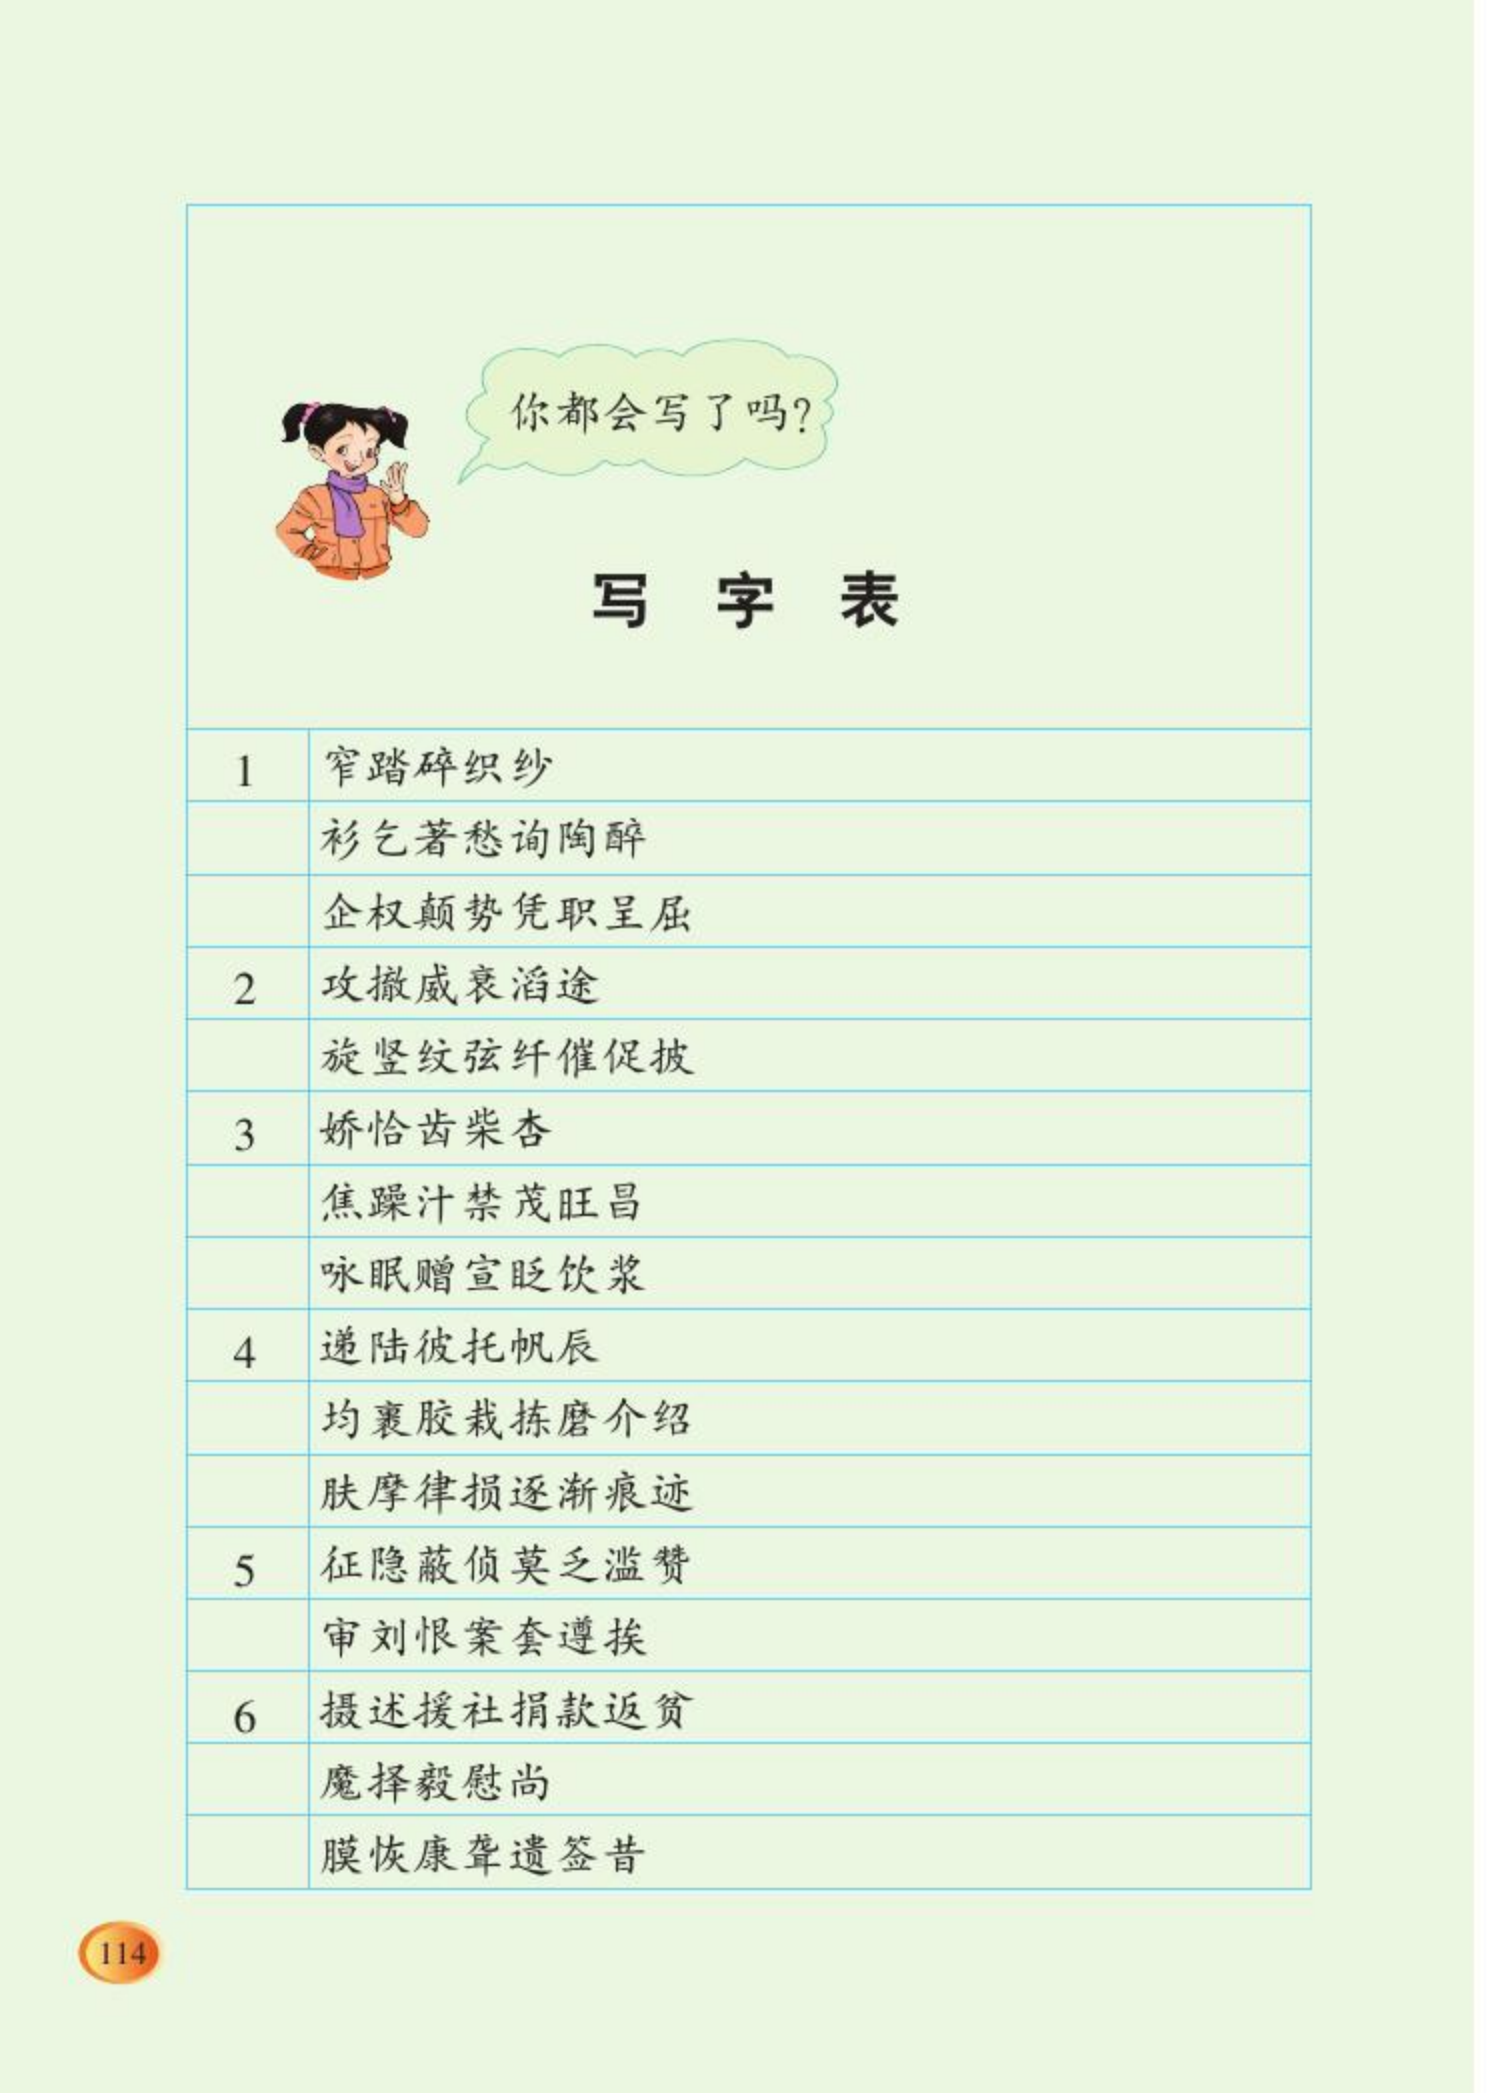 你都会写了吗?
写 字 表
1 窄踏碎织纱
衫乞著愁询陶醉
企权颠势凭职呈屈
2 攻撤威衰滔途
旋竖纹弦纤催促披
3 娇恰齿柴杏
焦躁汁禁茂旺昌
咏眠赠宣眨饮浆
4 递陆彼托帆辰
均裹胶栽拣磨介绍
肤摩律损逐渐痕迹
5 征隐蔽侦莫乏滥赞
审刘恨案套遵挨
6 摄述援社捐款返贫
魔择毅慰尚
膜恢康聋遗签昔
114